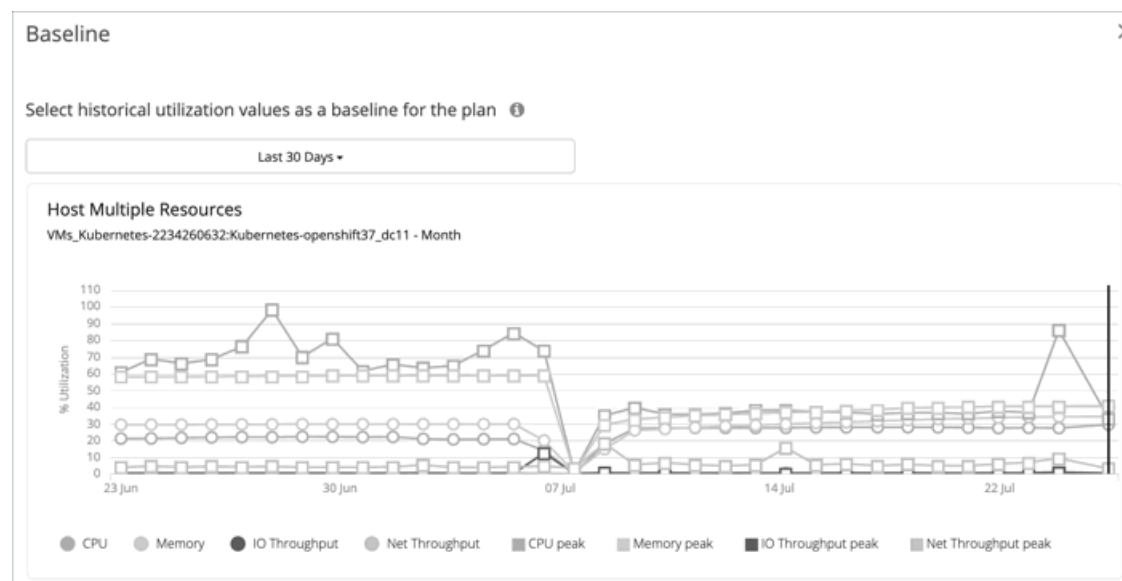 Baseline
Select historical utilization values as a baseline for the plan
Last 30 Days
Host Multiple Resources
VMs_Kubernetes-2234260632:Kubernetes-openshift37_dc11 - Month
110
100
90
80
70
60
50
40
30
20
10
0
% Utilization
23 Jun 30 Jun 07 Jul 14 Jul 22 Jul
CPU Memory IO Throughput Net Throughput CPU peak Memory peak IO Throughput peak Net Throughput peak